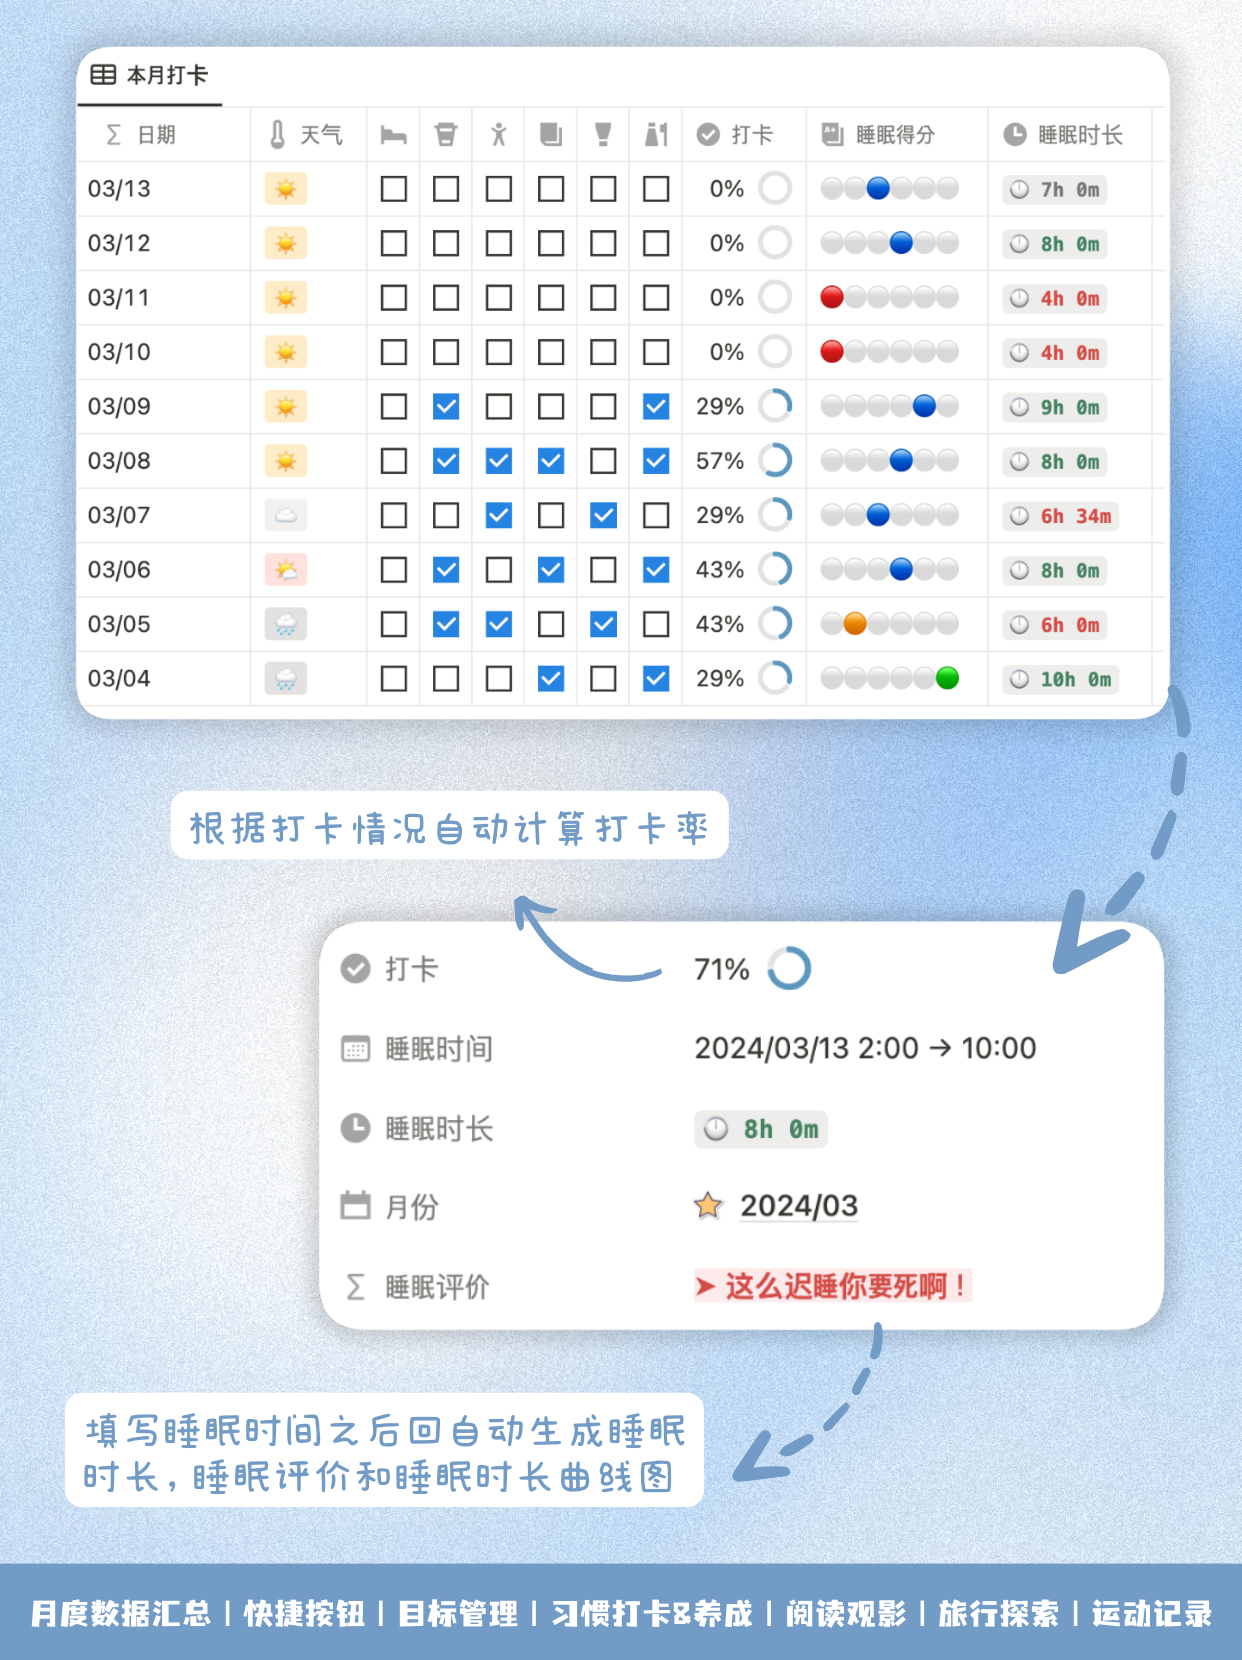 本月打卡
日期 天气 打卡 睡眠得分 睡眠时长
03/13 0% 7h 0m
03/12 0% 8h 0m
03/11 0% 4h 0m
03/10 0% 4h 0m
03/09 29% 9h 0m
03/08 57% 8h 0m
03/07 29% 6h 34m
03/06 43% 8h 0m
03/05 43% 6h 0m
03/04 29% 10h 0m
根据打卡情况自动计算打卡率
打卡 71%
睡眠时间 2024/03/13 2:00 → 10:00
睡眠时长 8h 0m
月份 2024/03
睡眠评价 ➤ 这么迟睡你要死啊！
填写睡眠时间之后回自动生成睡眠
时长，睡眠评价和睡眠时长曲线图
月度数据汇总 | 快捷按钮 | 目标管理 | 习惯打卡&养成 | 阅读观影 | 旅行探索 | 运动记录